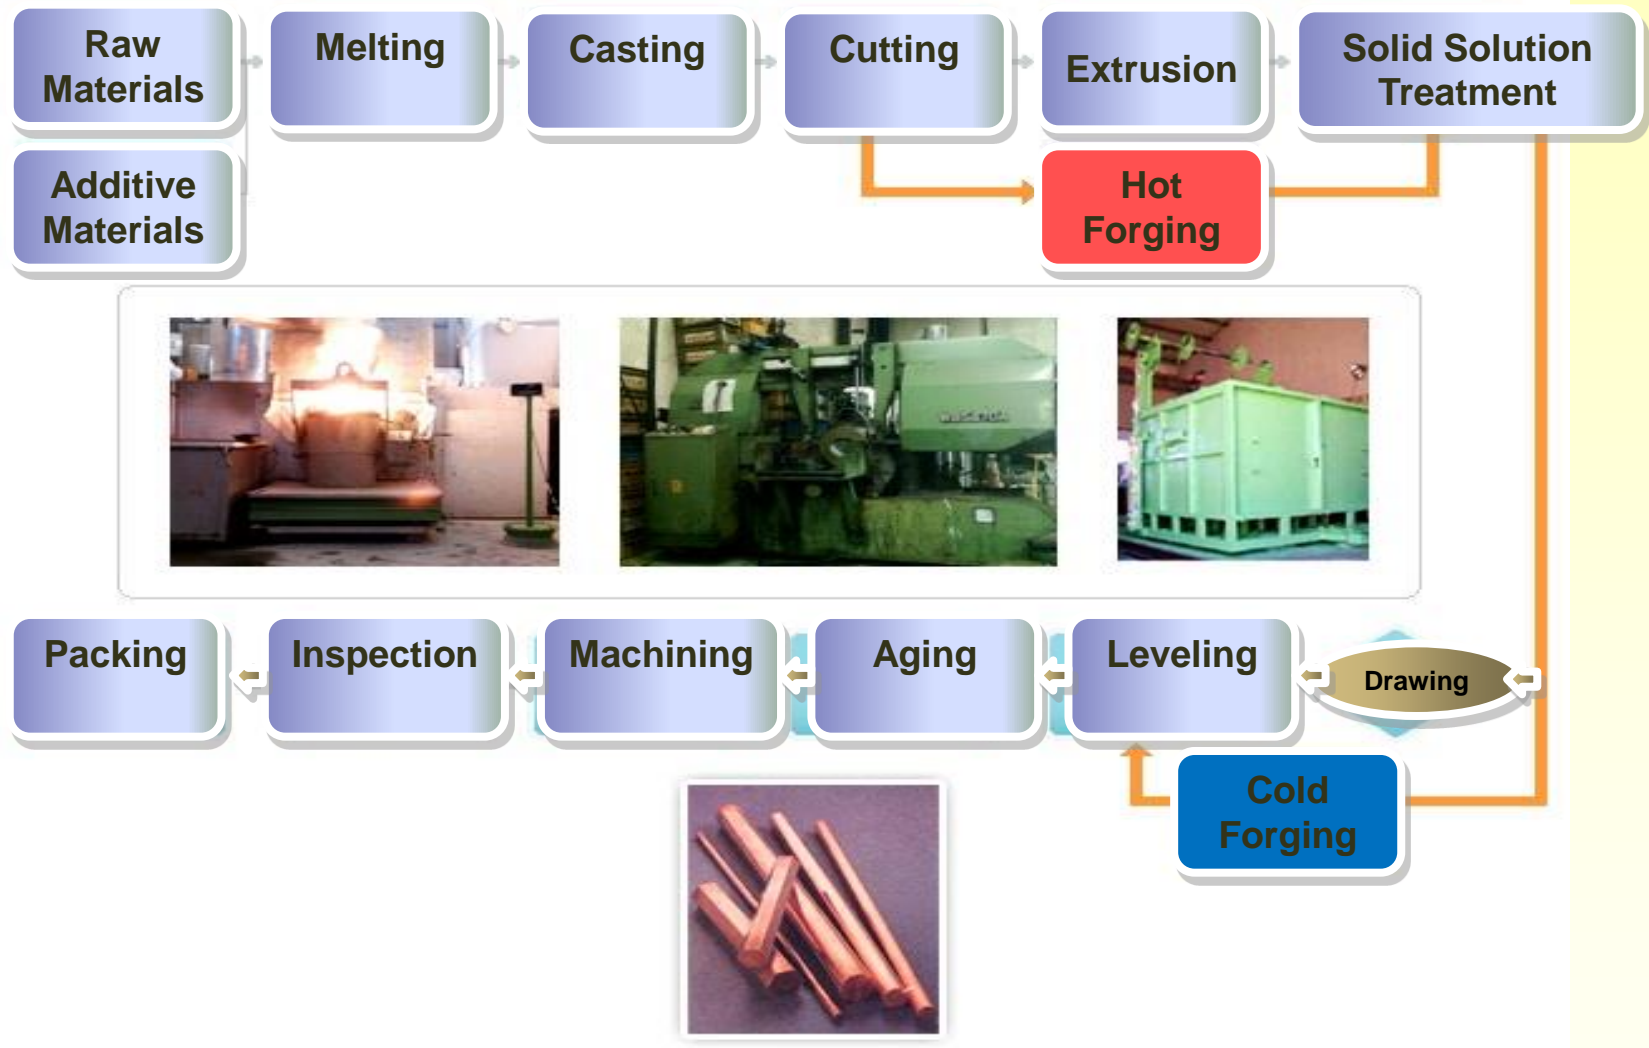 Raw
Materials
Melting
Casting
Cutting
Extrusion
Solid Solution
Treatment
Additive
Materials
Hot
Forging
Packing
Inspection
Machining
Aging
Leveling
Drawing
Cold
Forging